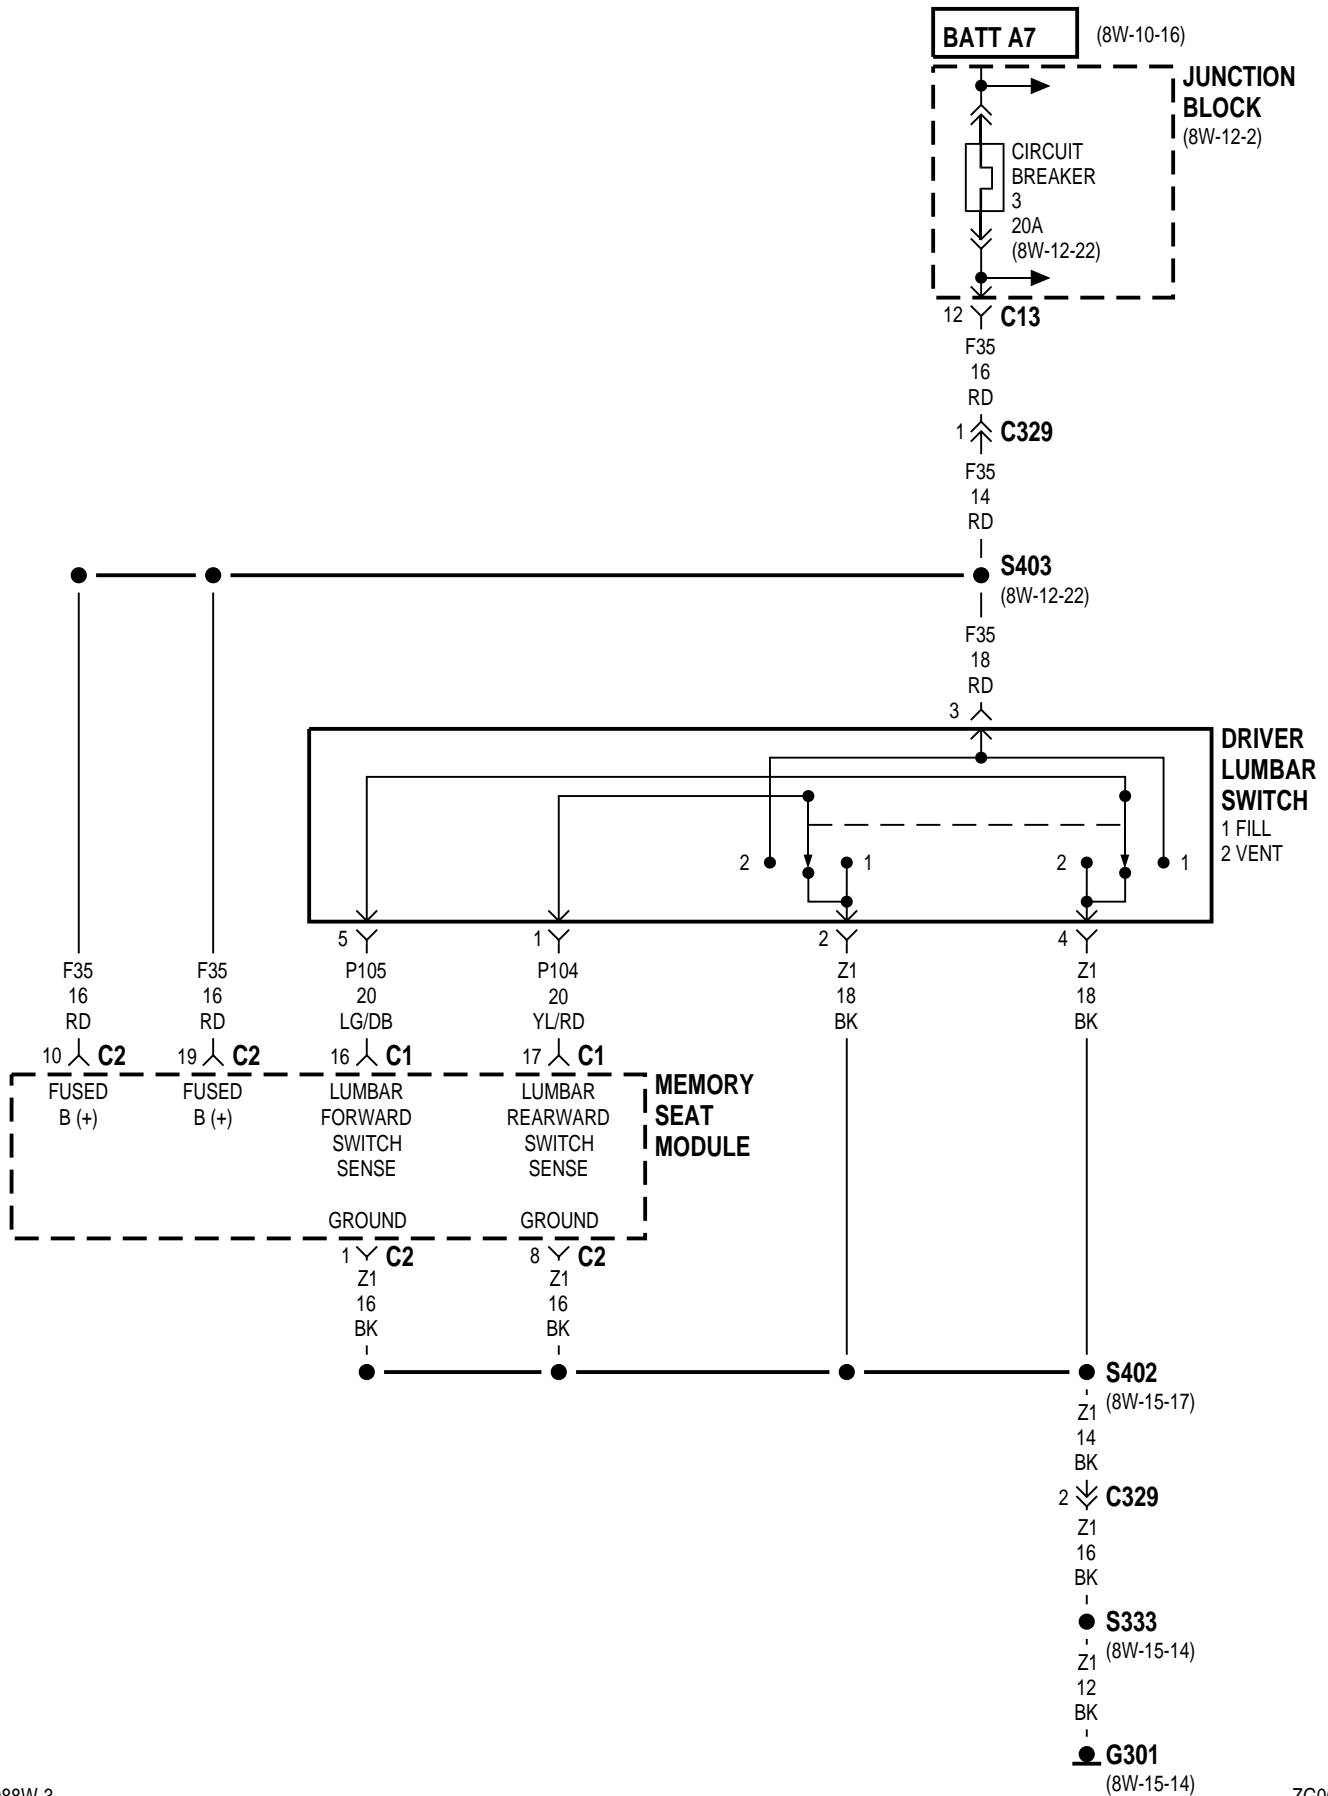 BATT A7 (8W-10-16)
JUNCTION
BLOCK
(8W-12-2)
CIRCUIT
BREAKER
3
20A
(8W-12-22)
12 C13
F35
16
RD
1 C329
F35
14
RD
S403
(8W-12-22)
F35
18
RD
3
DRIVER
LUMBAR
SWITCH
1 FILL
2 VENT
2 1 2 1
5 1 2 4
F35 F35 P105 P104 Z1 Z1
16 16 20 20 18 18
RD RD LG/DB YL/RD BK BK
10 C2 19 C2 16 C1 17 C1
MEMORY
SEAT
MODULE
FUSED FUSED LUMBAR LUMBAR
B (+) B (+) FORWARD REARWARD
SWITCH SWITCH
SENSE SENSE
GROUND GROUND
1 C2 8 C2
Z1 Z1
16 16
BK BK
S402
(8W-15-17)
Z1
14
BK
2 C329
Z1
16
BK
S333
(8W-15-14)
Z1
12
BK
G301
(8W-15-14)